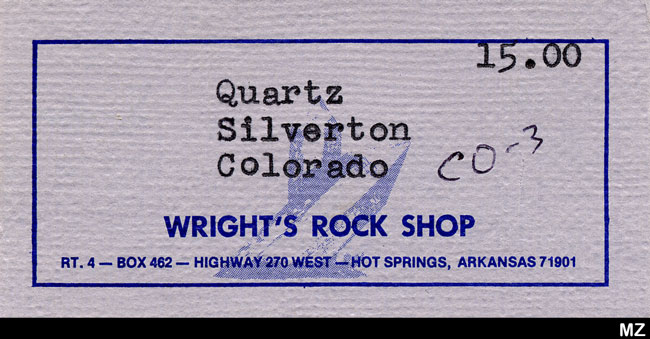 15.00
Quartz
Silverton
Colorado
CO-3
WRIGHT'S ROCK SHOP
RT. 4 — BOX 462 — HIGHWAY 270 WEST — HOT SPRINGS, ARKANSAS 71901
MZ